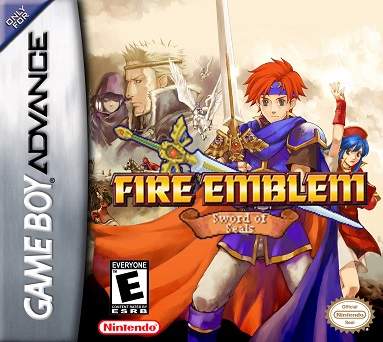 ONLY
FOR
GAME BOY ADVANCE
FIRE EMBLEM
Sword of
Seals
EVERYONE
E
CONTENT RATED BY
ESRB
Nintendo
Official
Nintendo
Seal